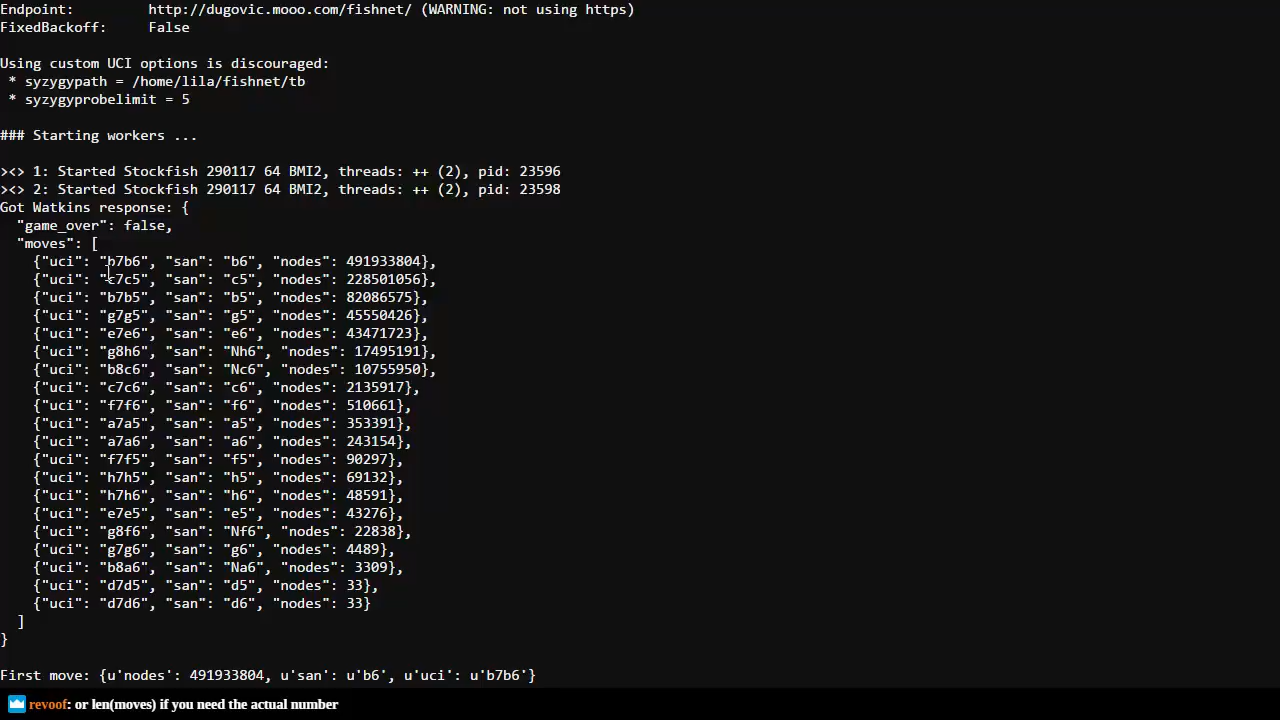 Endpoint:       http://dugovic.mooo.com/fishnet/ (WARNING: not using https)
FixedBackoff:   False
Using custom UCI options is discouraged:
 * syzygypath = /home/lila/fishnet/tb
 * syzygyprobelimit = 5
### Starting workers ...
><> 1: Started Stockfish 290117 64 BMI2, threads: ++ (2), pid: 23596
><> 2: Started Stockfish 290117 64 BMI2, threads: ++ (2), pid: 23598
Got Watkins response: {
  "game_over": false,
  "moves": [
    {"uci": "b7b6", "san": "b6", "nodes": 491933804},
    {"uci": "c7c5", "san": "c5", "nodes": 228501056},
    {"uci": "b7b5", "san": "b5", "nodes": 82086575},
    {"uci": "g7g5", "san": "g5", "nodes": 45550426},
    {"uci": "e7e6", "san": "e6", "nodes": 43471723},
    {"uci": "g8h6", "san": "Nh6", "nodes": 17495191},
    {"uci": "b8c6", "san": "Nc6", "nodes": 10755950},
    {"uci": "c7c6", "san": "c6", "nodes": 2135917},
    {"uci": "f7f6", "san": "f6", "nodes": 510661},
    {"uci": "a7a5", "san": "a5", "nodes": 353391},
    {"uci": "a7a6", "san": "a6", "nodes": 243154},
    {"uci": "f7f5", "san": "f5", "nodes": 90297},
    {"uci": "h7h5", "san": "h5", "nodes": 69132},
    {"uci": "h7h6", "san": "h6", "nodes": 48591},
    {"uci": "e7e5", "san": "e5", "nodes": 43276},
    {"uci": "g8f6", "san": "Nf6", "nodes": 22838},
    {"uci": "g7g6", "san": "g6", "nodes": 4489},
    {"uci": "b8a6", "san": "Na6", "nodes": 3309},
    {"uci": "d7d5", "san": "d5", "nodes": 33},
    {"uci": "d7d6", "san": "d6", "nodes": 33}
  ]
}
First move: {u'nodes': 491933804, u'san': u'b6', u'uci': u'b7b6'}
revoof: or len(moves) if you need the actual number